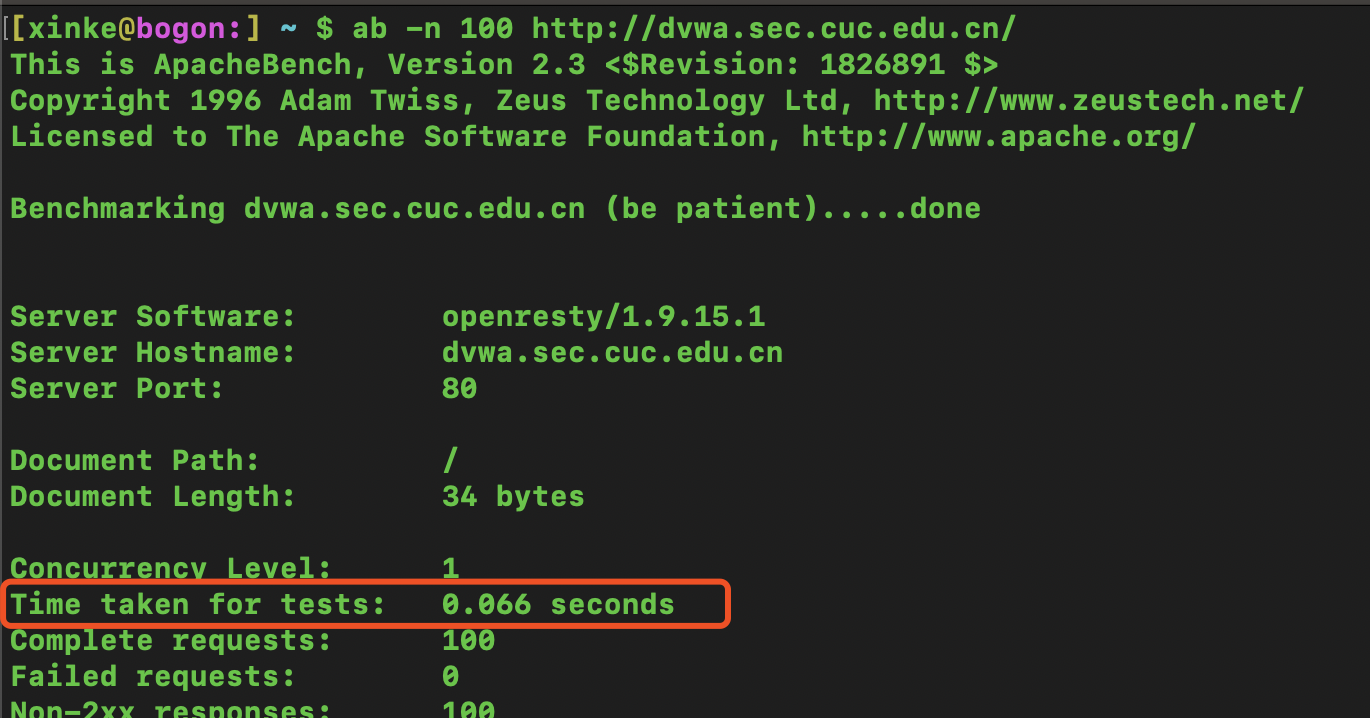 [[xinke@bogon:] ~ $ ab -n 100 http://dvwa.sec.cuc.edu.cn/
This is ApacheBench, Version 2.3 <$Revision: 1826891 $>
Copyright 1996 Adam Twiss, Zeus Technology Ltd, http://www.zeustech.net/
Licensed to The Apache Software Foundation, http://www.apache.org/
Benchmarking dvwa.sec.cuc.edu.cn (be patient).....done
Server Software: openresty/1.9.15.1
Server Hostname: dvwa.sec.cuc.edu.cn
Server Port: 80
Document Path: /
Document Length: 34 bytes
Concurrency Level: 1
Time taken for tests: 0.066 seconds
Complete requests: 100
Failed requests: 0
Non-2xx responses: 100